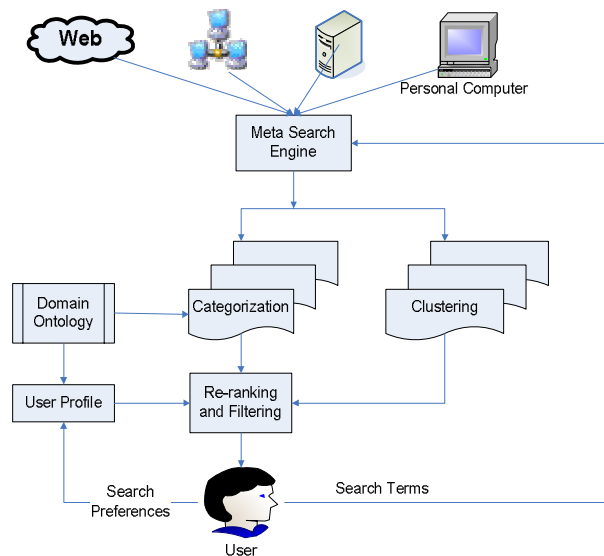 Web
Personal Computer
Meta Search
Engine
Domain
Ontology
Categorization
Clustering
User Profile
Re-ranking
and Filtering
Search
Preferences
Search Terms
User